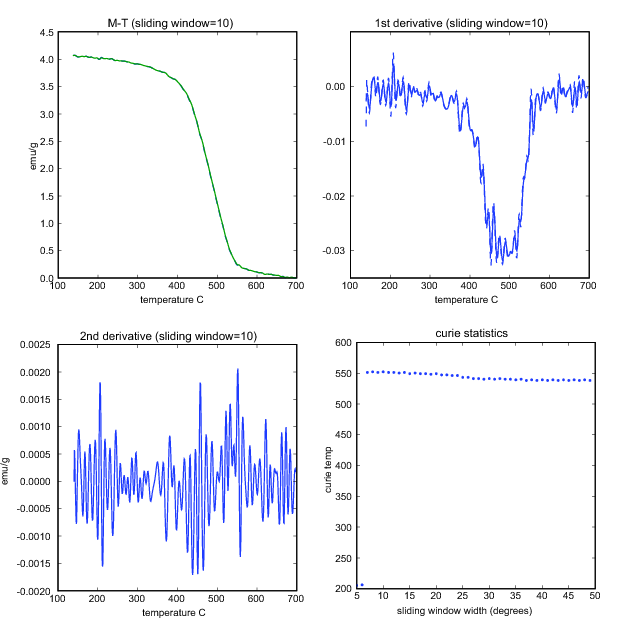 M-T (sliding window=10)
4.5
4.0
3.5
3.0
2.5
2.0
1.5
1.0
0.5
0.0
emu/g
100 200 300 400 500 600 700
temperature C
1st derivative (sliding window=10)
0.00
-0.01
-0.02
-0.03
100 200 300 400 500 600 700
temperature C
2nd derivative (sliding window=10)
0.0025
0.0020
0.0015
0.0010
0.0005
0.0000
-0.0005
-0.0010
-0.0015
-0.0020
emu/g
100 200 300 400 500 600 700
temperature C
curie statistics
600
550
500
450
400
350
300
250
200
curie temp
5 10 15 20 25 30 35 40 45 50
sliding window width (degrees)